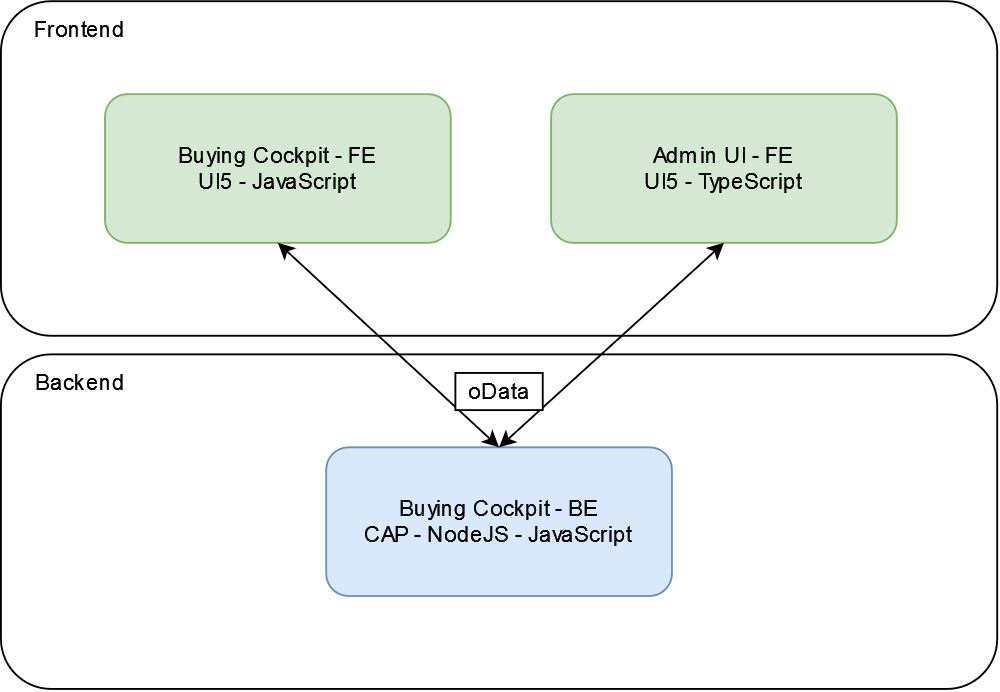 Frontend
Buying Cockpit - FE
UI5 - JavaScript
Admin UI - FE
UI5 - TypeScript
Backend
oData
Buying Cockpit - BE
CAP - NodeJS - JavaScript